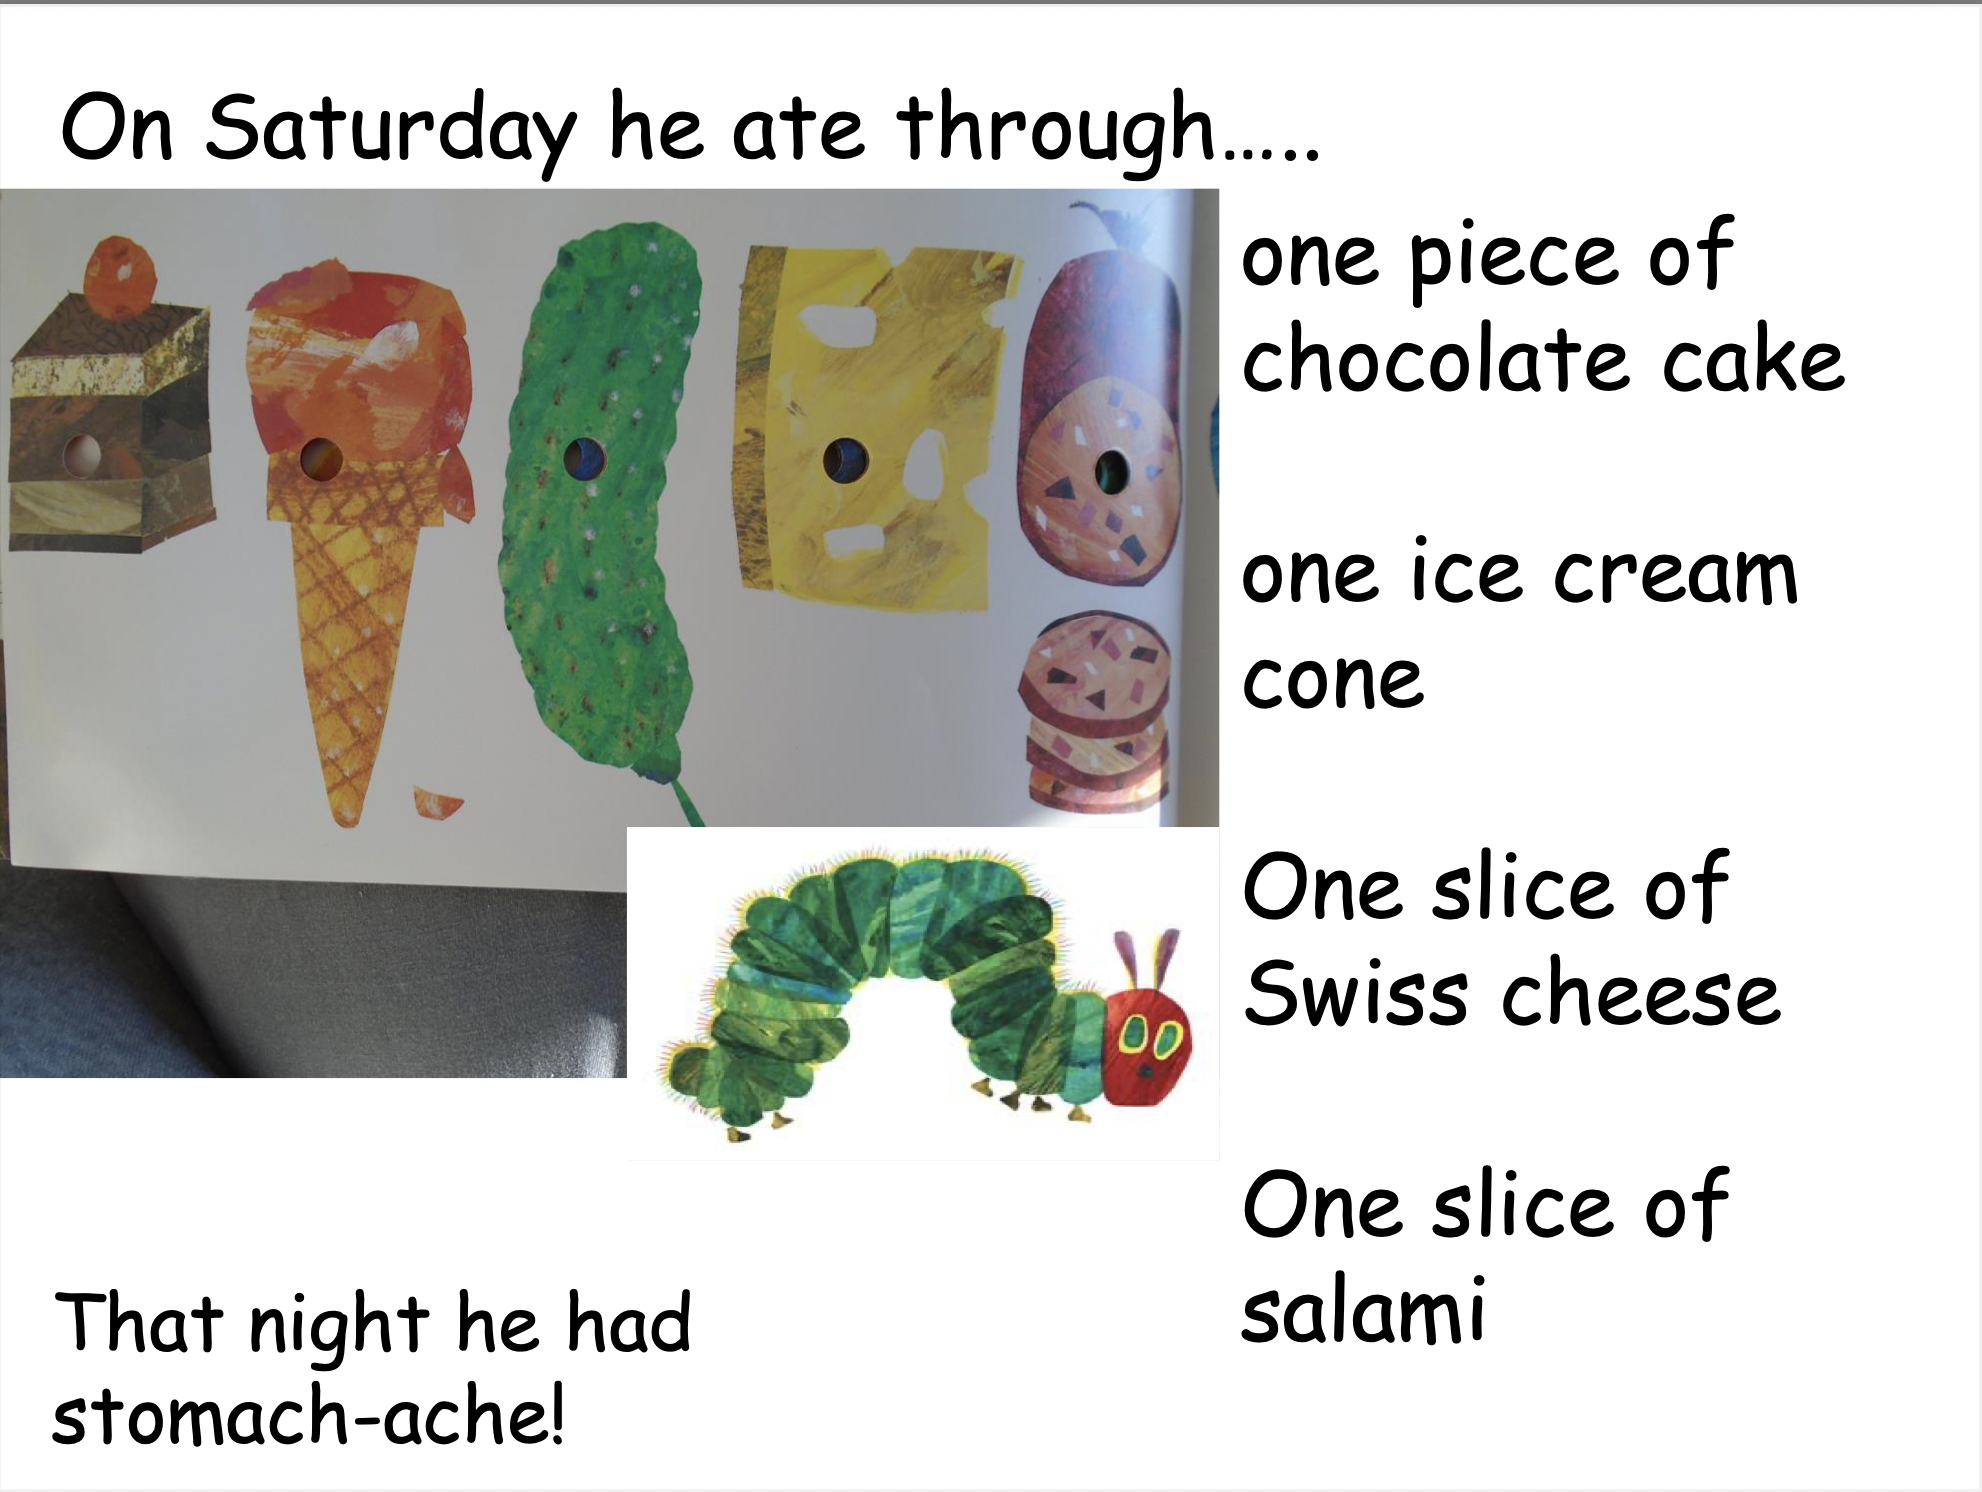 On Saturday he ate through.....
one piece of
chocolate cake
one ice cream
cone
One slice of
Swiss cheese
One slice of
salami
That night he had
stomach-ache!